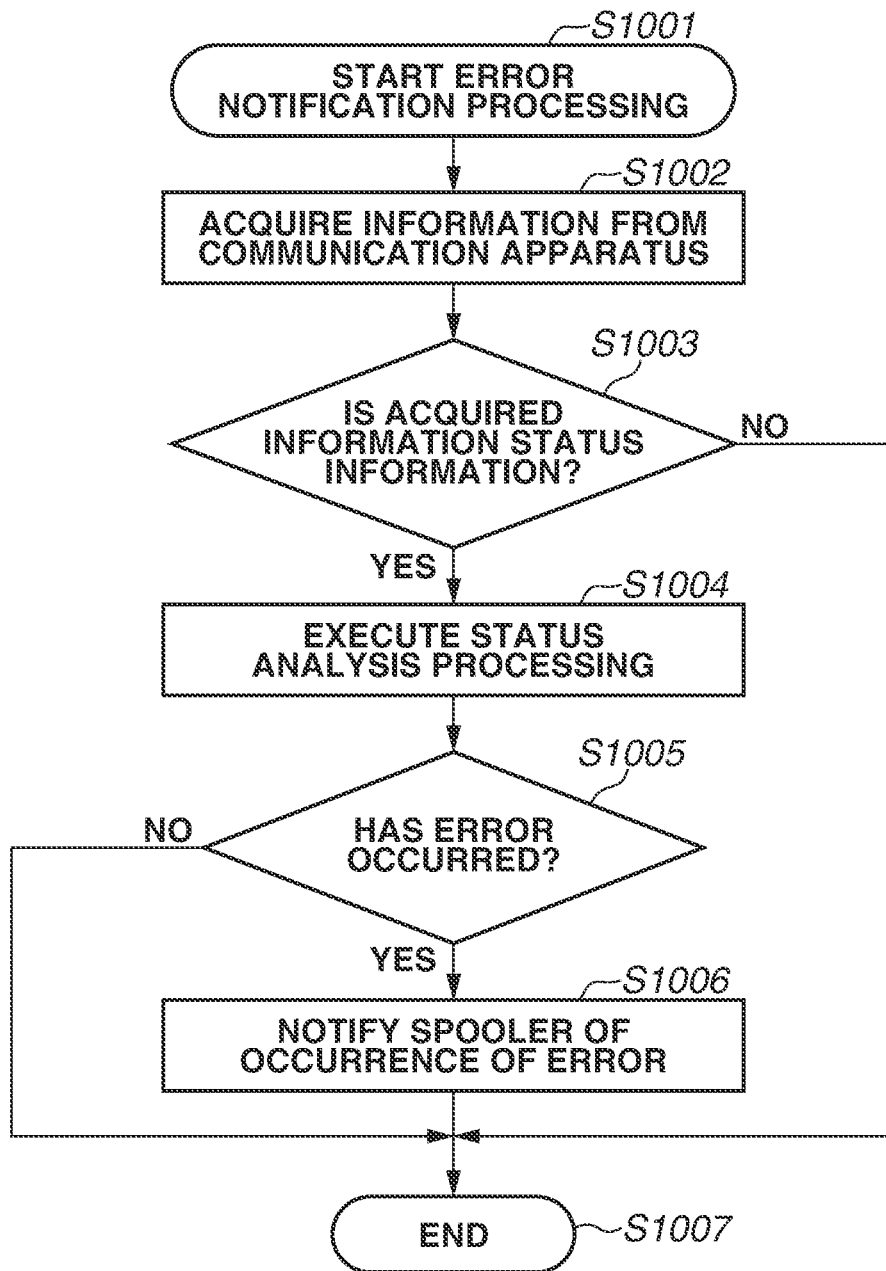 S1001
START ERROR
NOTIFICATION PROCESSING
S1002
ACQUIRE INFORMATION FROM
COMMUNICATION APPARATUS
S1003
IS ACQUIRED
INFORMATION STATUS
INFORMATION?
NO
YES
S1004
EXECUTE STATUS
ANALYSIS PROCESSING
S1005
NO
HAS ERROR
OCCURRED?
YES
S1006
NOTIFY SPOOLER OF
OCCURRENCE OF ERROR
END
S1007